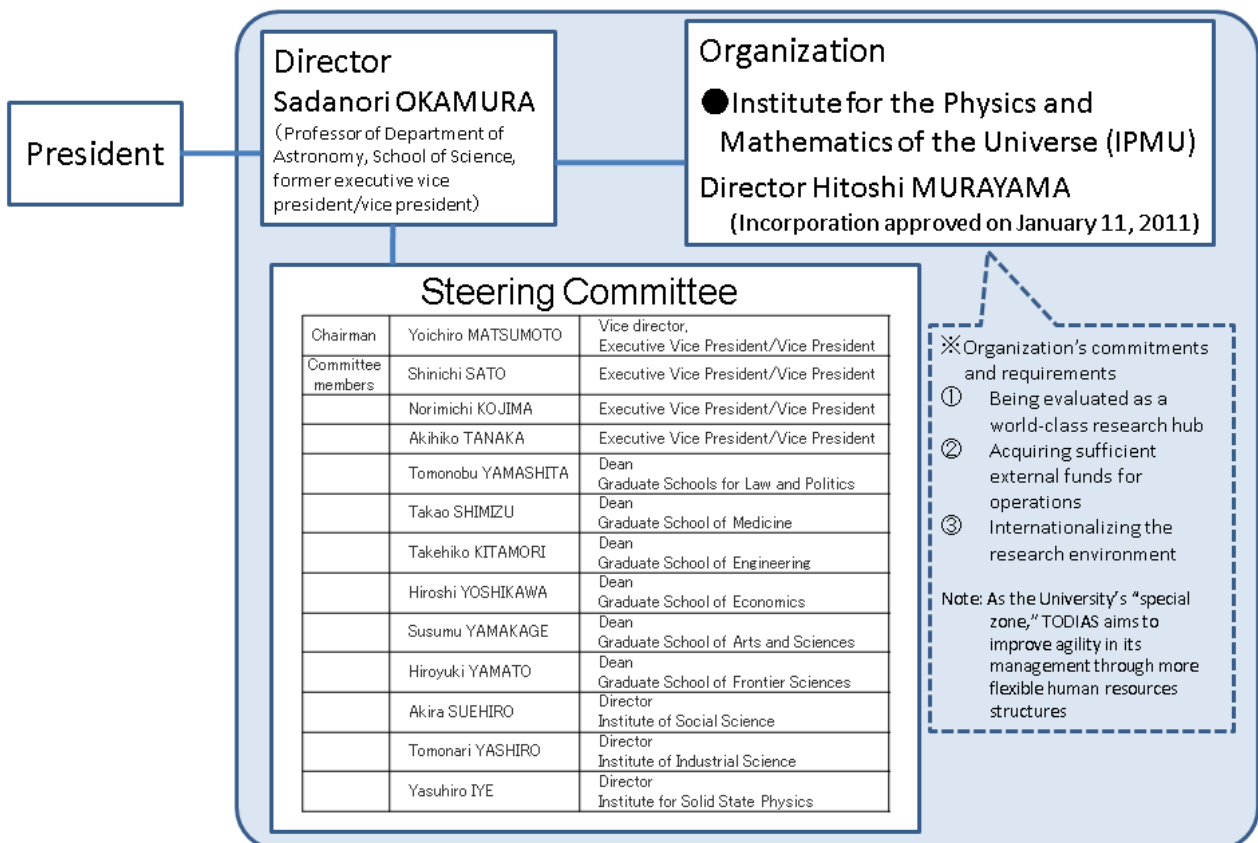 President
Director
Sadanori OKAMURA
(Professor of Department of
Astronomy, School of Science,
former executive vice
president/vice president)
Organization
●Institute for the Physics and
Mathematics of the Universe (IPMU)
Director Hitoshi MURAYAMA
(Incorporation approved on January 11, 2011)
Steering Committee
Chairman Yoichiro MATSUMOTO Vice director,
Executive Vice President/Vice President
Committee
members Shinichi SATO Executive Vice President/Vice President
Norimichi KOJIMA Executive Vice President/Vice President
Akihiko TANAKA Executive Vice President/Vice President
Tomonobu YAMASHITA Dean
Graduate Schools for Law and Politics
Takao SHIMIZU Dean
Graduate School of Medicine
Takehiko KITAMORI Dean
Graduate School of Engineering
Hiroshi YOSHIKAWA Dean
Graduate School of Economics
Susumu YAMAKAGE Dean
Graduate School of Arts and Sciences
Hiroyuki YAMATO Dean
Graduate School of Frontier Sciences
Akira SUEHIRO Director
Institute of Social Science
Tomonari YASHIRO Director
Institute of Industrial Science
Yasuhiro IYE Director
Institute for Solid State Physics
※Organization's commitments
and requirements
① Being evaluated as a
world-class research hub
② Acquiring sufficient
external funds for
operations
③ Internationalizing the
research environment
Note: As the University's "special
zone," TODIAS aims to
improve agility in its
management through more
flexible human resources
structures